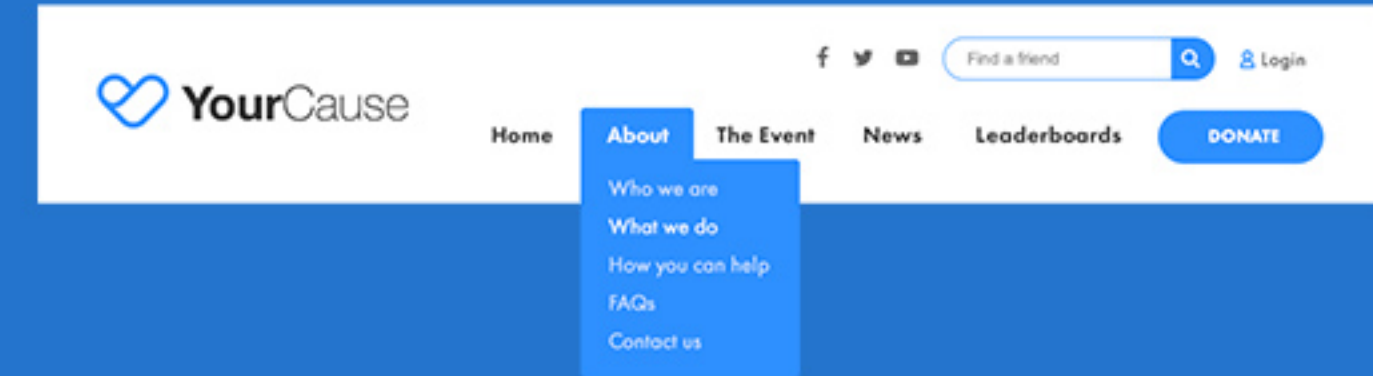 Find a friend
Login
YourCause
Home About The Event News Leaderboards DONATE
Who we are
What we do
How you can help
FAQs
Contact us